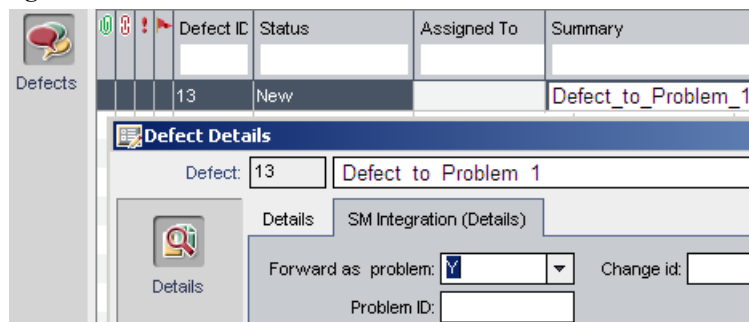 Defect ID Status Assigned To Summary
Defects
13 New Defect_to_Problem_1
Defect Details
Defect: 13 Defect to Problem 1
Details SM Integration (Details)
Forward as problem: Y Change id:
Details
Problem ID: